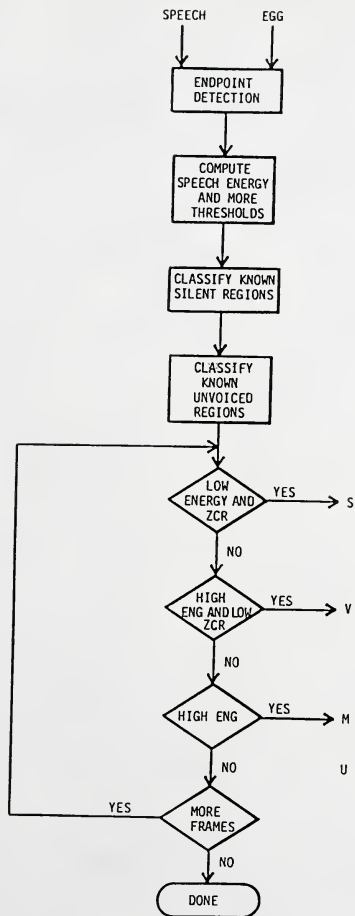 SPEECH EGG
ENDPOINT
DETECTION
COMPUTE
SPEECH ENERGY
AND MORE
THRESHOLDS
CLASSIFY KNOWN
SILENT REGIONS
CLASSIFY
KNOWN
UNVOICED
REGIONS
LOW
ENERGY AND
ZCR
YES
S
NO
HIGH
ENG AND LOW
ZCR
YES
V
NO
HIGH ENG
YES
M
NO
U
YES
MORE
FRAMES
NO
DONE